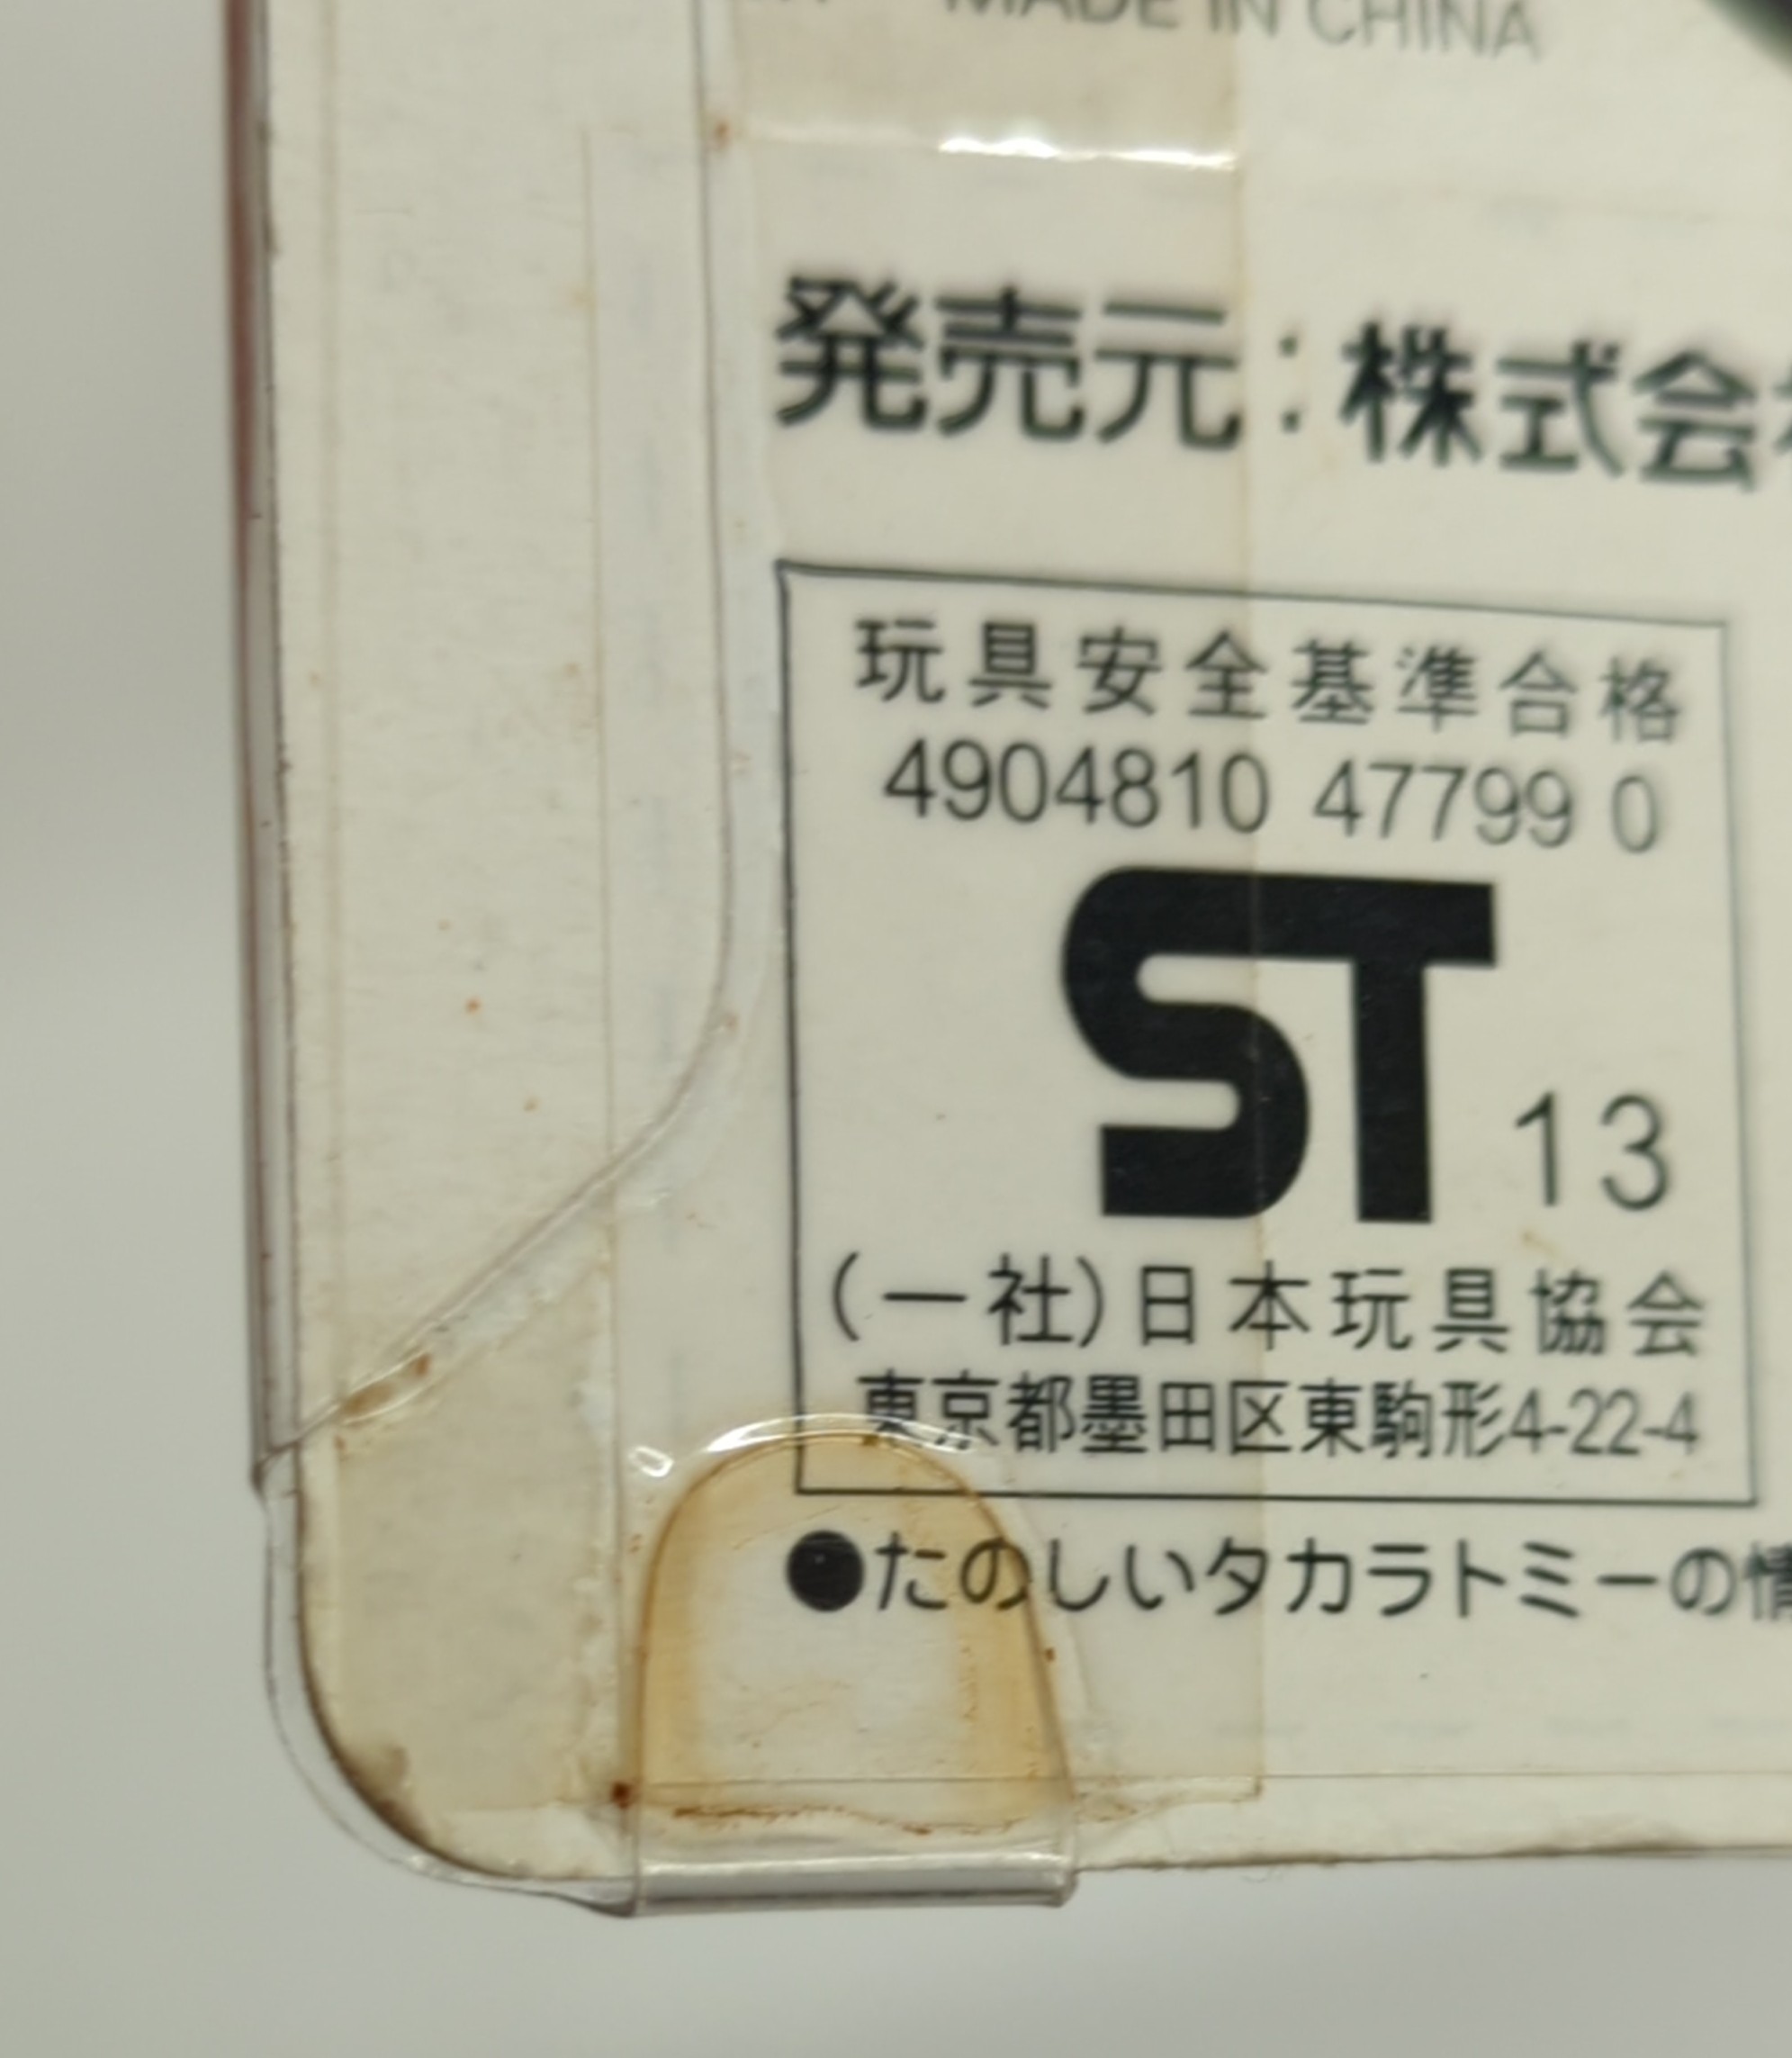 MADE IN CHINA
発売元：株式会
玩具安全基準合格
4904810 47799 0
ST 13
(一社)日本玩具協会
東京都墨田区東駒形4-22-4
●たのしいタカラトミーの情